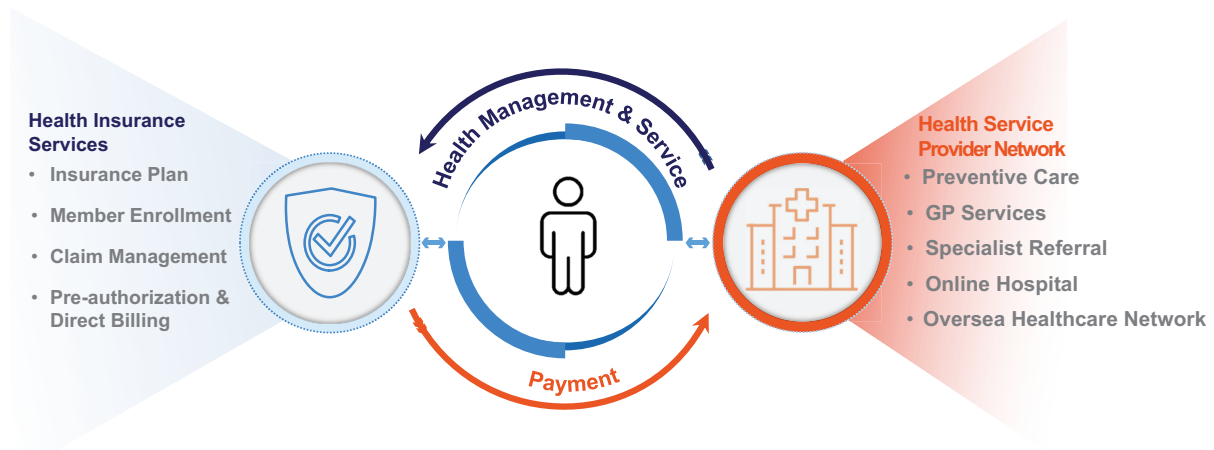 Health Insurance
Services
• Insurance Plan
• Member Enrollment
• Claim Management
• Pre-authorization &
Direct Billing
Health Management & Service
Payment
Health Service
Provider Network
• Preventive Care
• GP Services
• Specialist Referral
• Online Hospital
• Oversea Healthcare Network